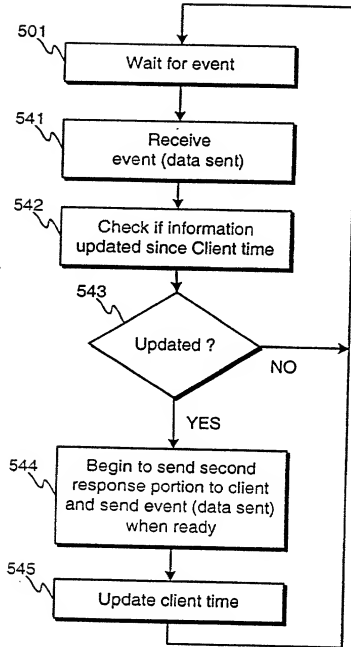 501
Wait for event
541
Receive
event (data sent)
542
Check if information
updated since Client time
543
Updated ?
NO
YES
544
Begin to send second
response portion to client
and send event (data sent)
when ready
545
Update client time